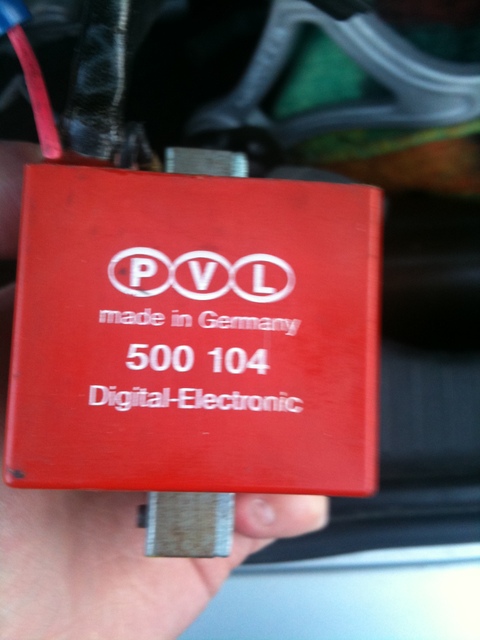 PVL
made in Germany
500 104
Digital-Electronic